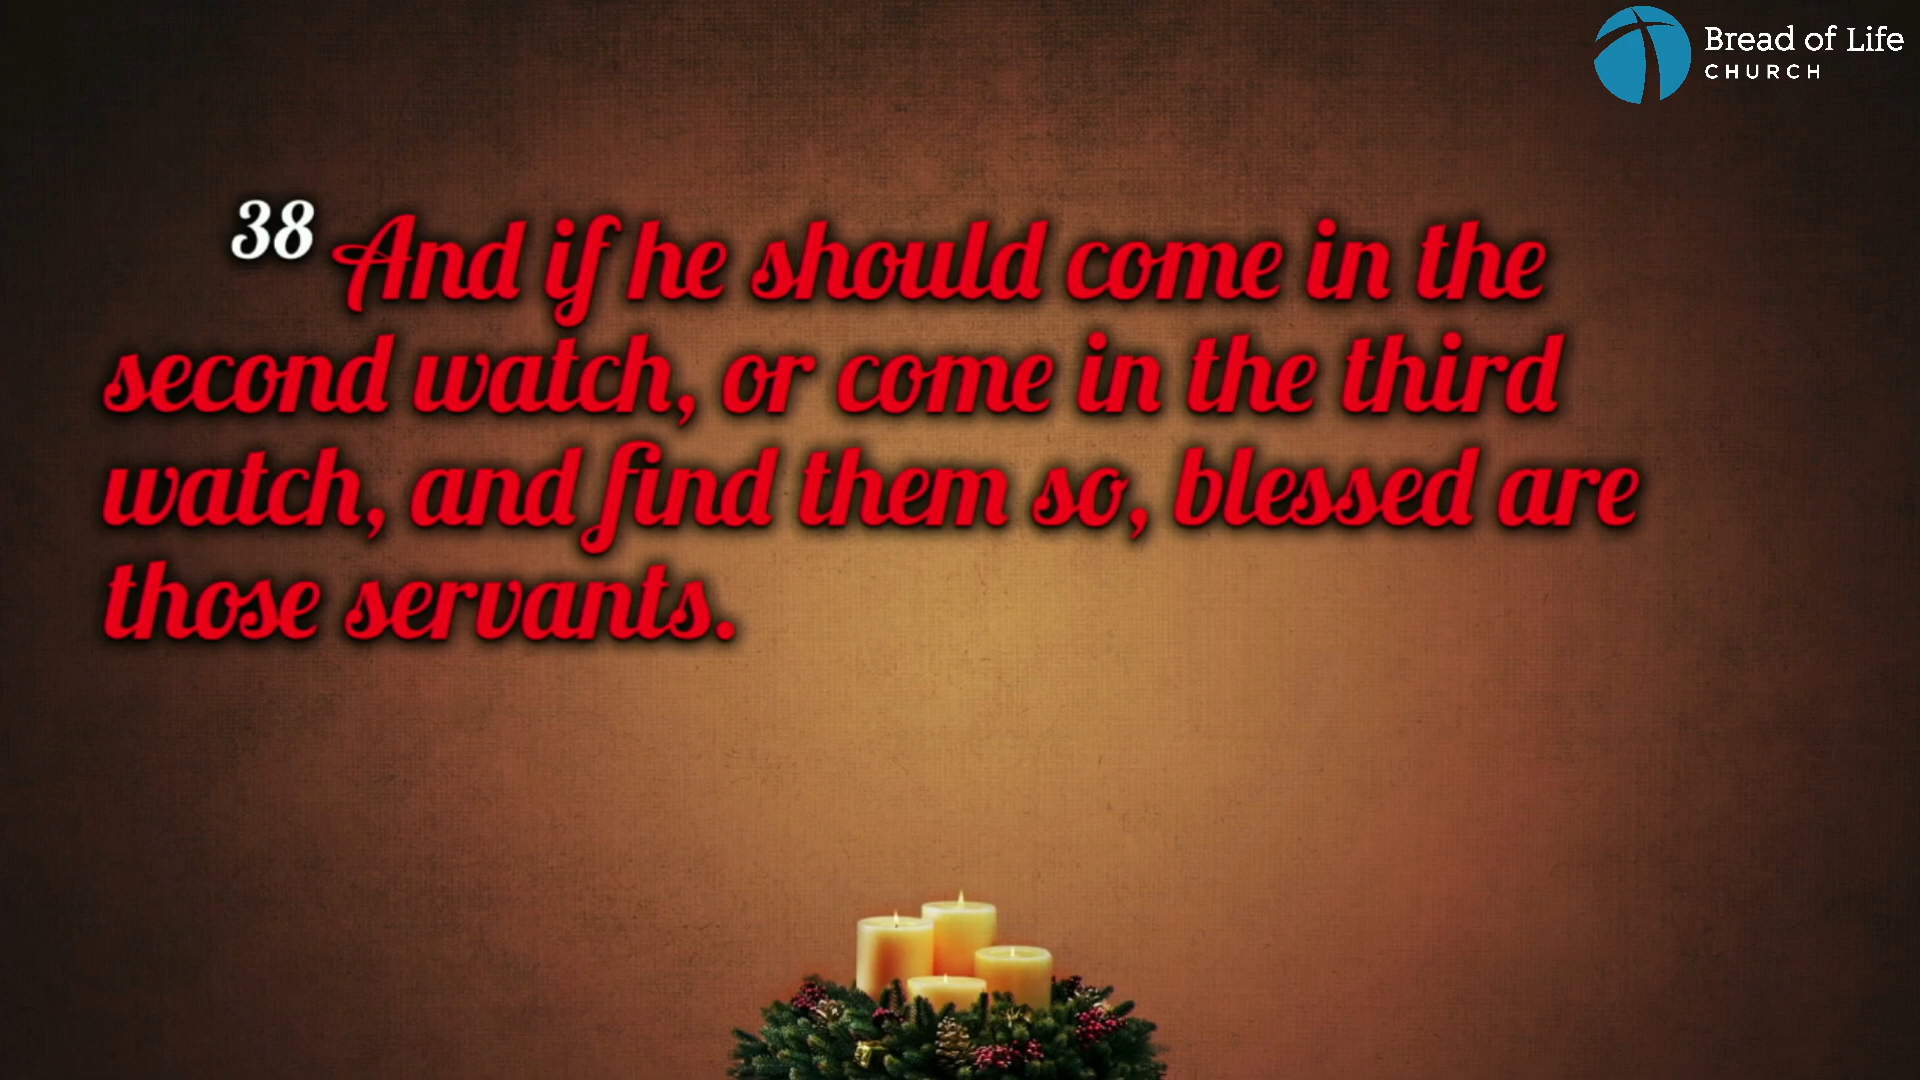 Bread of Life
CHURCH
38 And if he should come in the
second watch, or come in the third
watch, and find them so, blessed are
those servants.